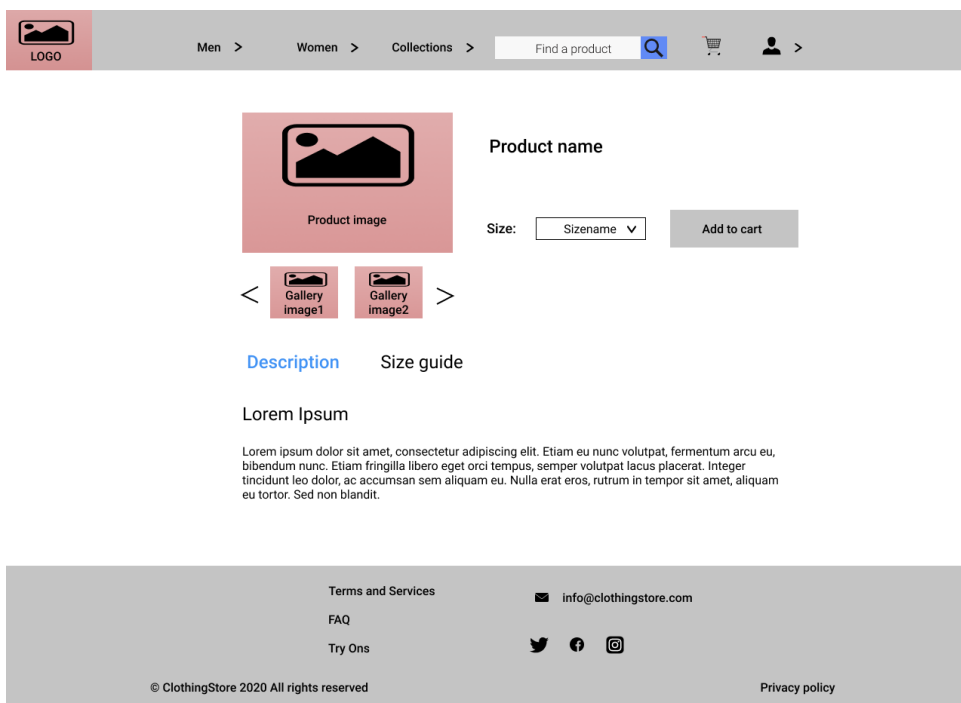 LOGO
Men >
Women >
Collections >
Find a product
>
Product image
Product name
Size:
Sizename
Add to cart
<
Gallery
image1
Gallery
image2
>
Description
Size guide
Lorem Ipsum
Lorem ipsum dolor sit amet, consectetur adipiscing elit. Etiam eu nunc volutpat, fermentum arcu eu,
bibendum nunc. Etiam fringilla libero eget orci tempus, semper volutpat lacus placerat. Integer
tincidunt leo dolor, ac accumsan sem aliquam eu. Nulla erat eros, rutrum in tempor sit amet, aliquam
eu tortor. Sed non blandit.
Terms and Services
FAQ
Try Ons
info@clothingstore.com
© ClothingStore 2020 All rights reserved
Privacy policy